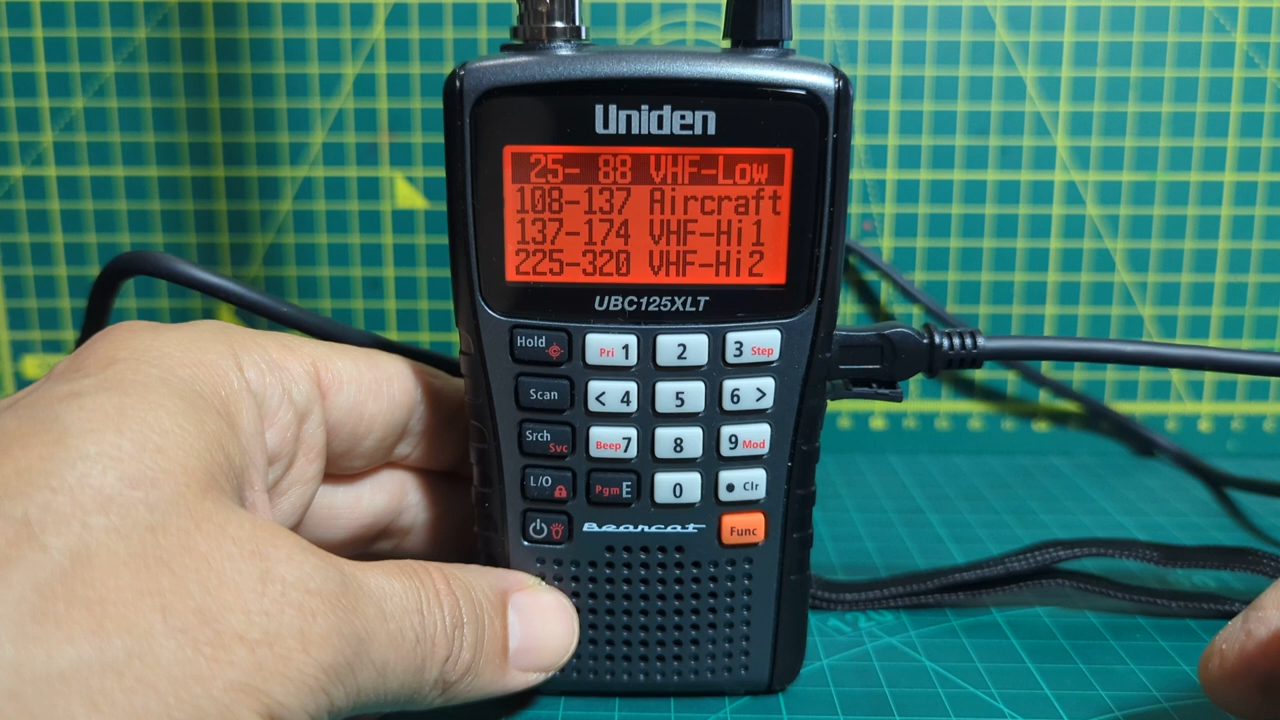 Uniden
25- 88 VHF-Low
108-137 Aircraft
137-174 VHF-Hi1
225-320 VHF-Hi2
UBC125XLT
Hold Pri 1 2 3 Step
Scan < 4 5 6 >
Srch Svc Beep 7 8 9 Mod
L/O Pgm E 0 • Clr
Bearcat Func